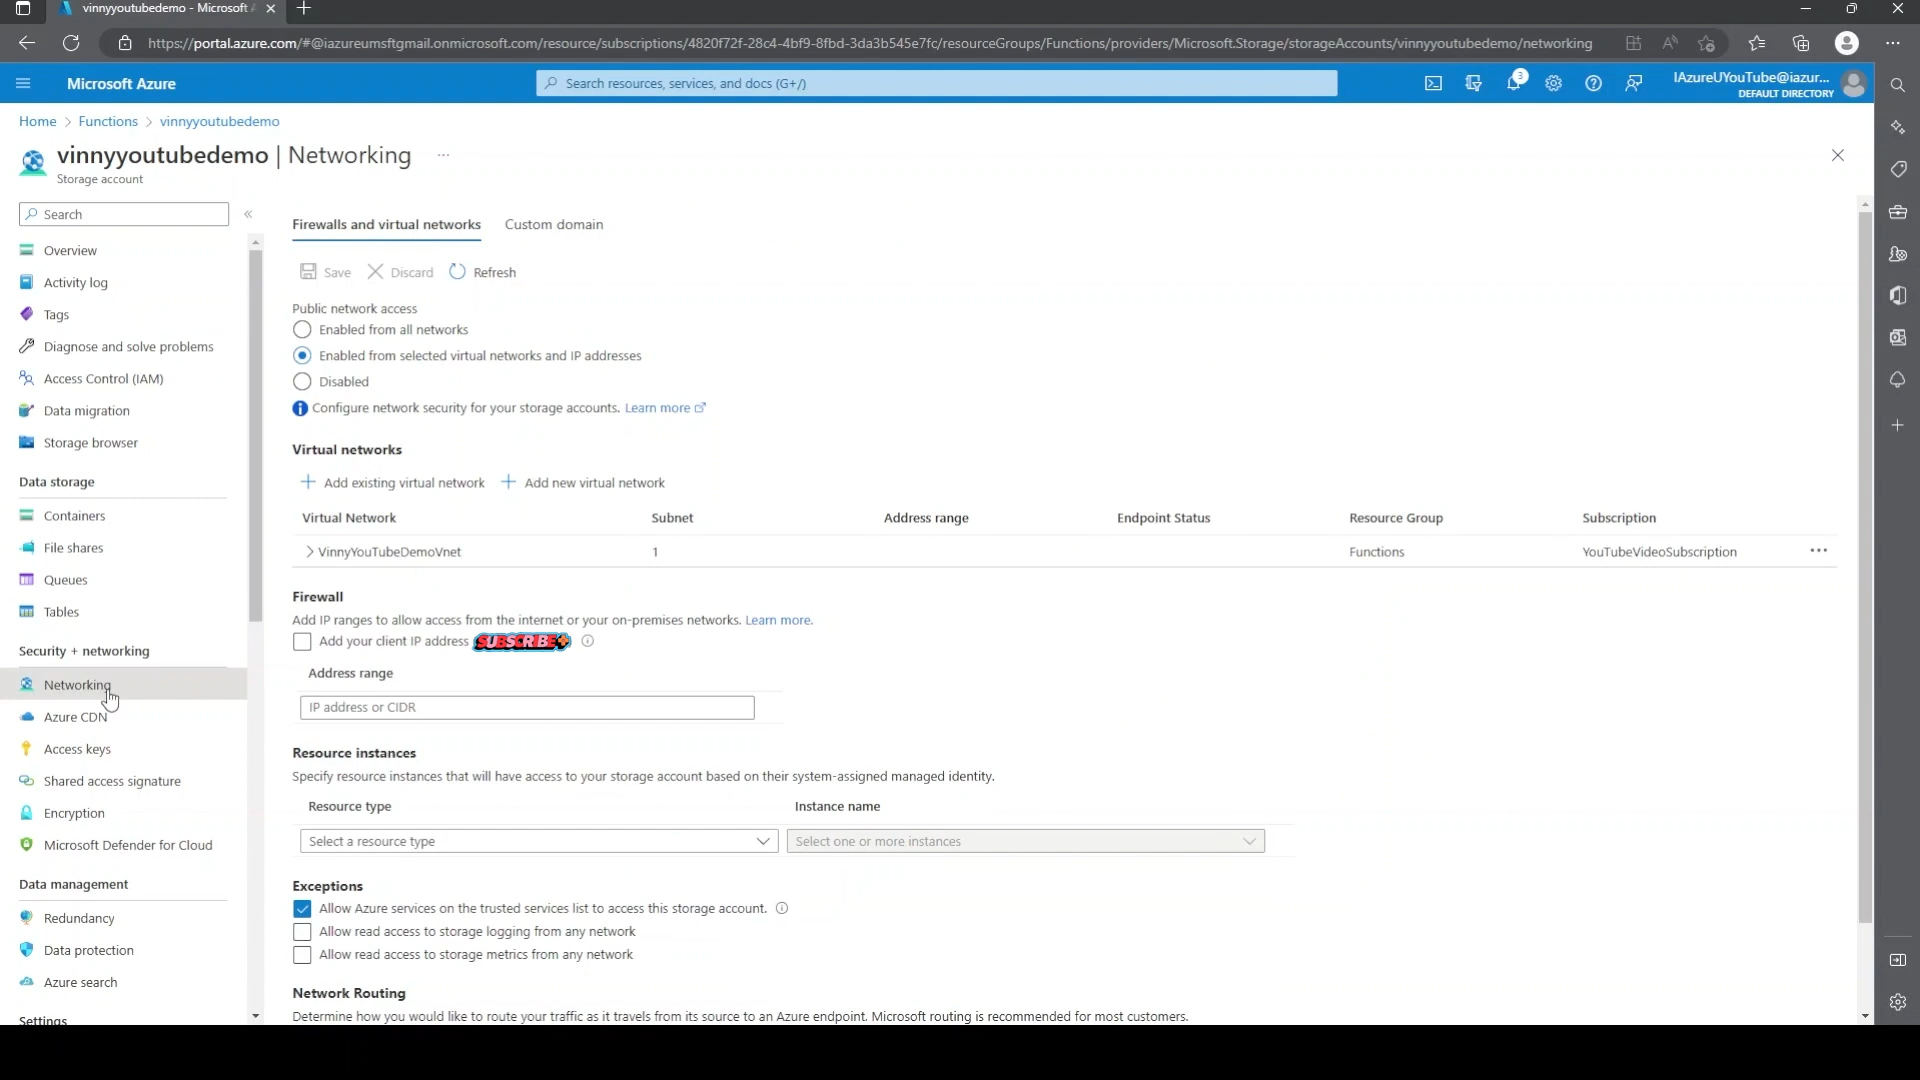 vinnyyoutubedemo - Microsoft A
https://portal.azure.com/#@iazureumsftgmail.onmicrosoft.com/resource/subscriptions/4820f72f-28c4-4bf9-8fbd-3da3b545e7fc/resourceGroups/Functions/providers/Microsoft.Storage/storageAccounts/vinnyyoutubedemo/networking
Microsoft Azure
Search resources, services, and docs (G+/)
3
IAzureUYouTube@iazur...
DEFAULT DIRECTORY
Home > Functions > vinnyyoutubedemo
vinnyyoutubedemo | Networking ...
Storage account
Search
Overview
Activity log
Tags
Diagnose and solve problems
Access Control (IAM)
Data migration
Storage browser
Data storage
Containers
File shares
Queues
Tables
Security + networking
Networking
Azure CDN
Access keys
Shared access signature
Encryption
Microsoft Defender for Cloud
Data management
Redundancy
Data protection
Azure search
Settings
Firewalls and virtual networks Custom domain
Save Discard Refresh
Public network access
Enabled from all networks
Enabled from selected virtual networks and IP addresses
Disabled
Configure network security for your storage accounts. Learn more
Virtual networks
Add existing virtual network Add new virtual network
Virtual Network Subnet Address range Endpoint Status Resource Group Subscription
VinnyYouTubeDemoVnet 1 Functions YouTubeVideoSubscription ...
Firewall
Add IP ranges to allow access from the internet or your on-premises networks. Learn more.
Add your client IP address SUBSCRIBE+
Address range
IP address or CIDR
Resource instances
Specify resource instances that will have access to your storage account based on their system-assigned managed identity.
Resource type Instance name
Select a resource type Select one or more instances
Exceptions
Allow Azure services on the trusted services list to access this storage account.
Allow read access to storage logging from any network
Allow read access to storage metrics from any network
Network Routing
Determine how you would like to route your traffic as it travels from its source to an Azure endpoint. Microsoft routing is recommended for most customers.